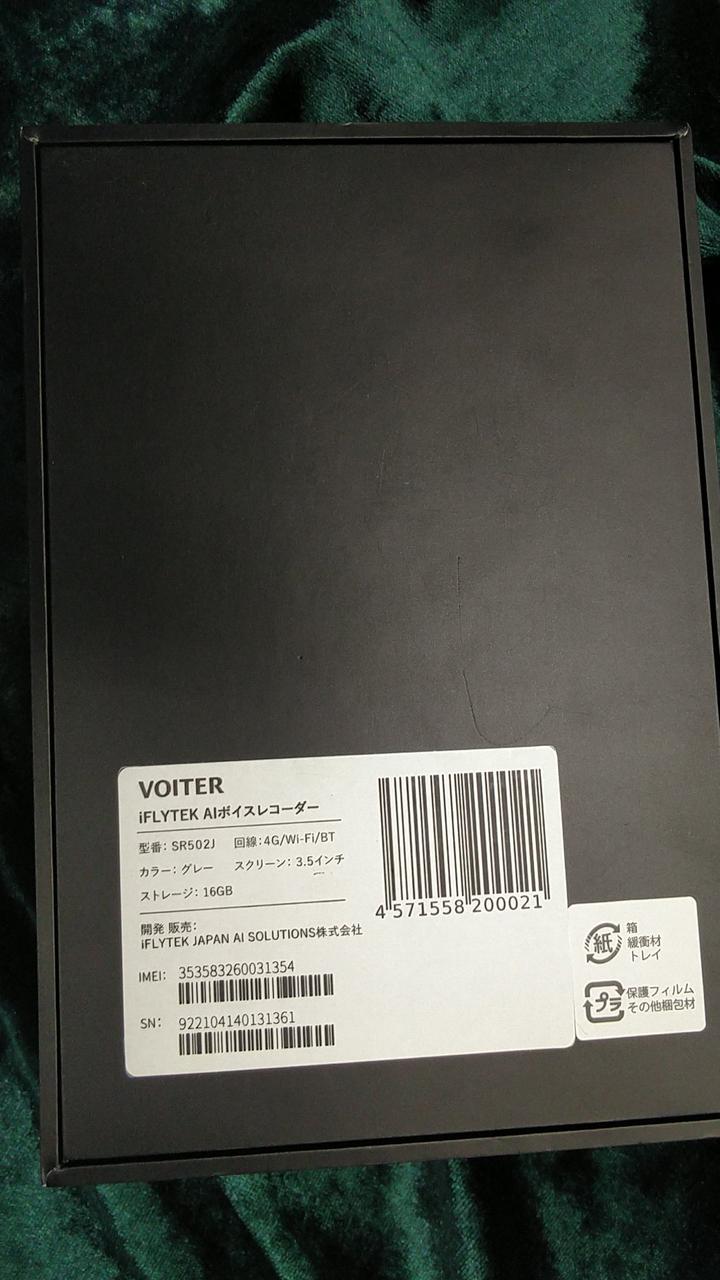 VOITER
iFLYTEK AIボイスレコーダー
型番: SR502J 回線:4G/Wi-Fi/BT
カラー: グレー スクリーン: 3.5インチ
ストレージ: 16GB
開発 販売:
iFLYTEK JAPAN AI SOLUTIONS株式会社
IMEI: 353583260031354
SN: 922104140131361
4 571558 200021
紙 箱
緩衝材
トレイ
プラ 保護フィルム
その他梱包材